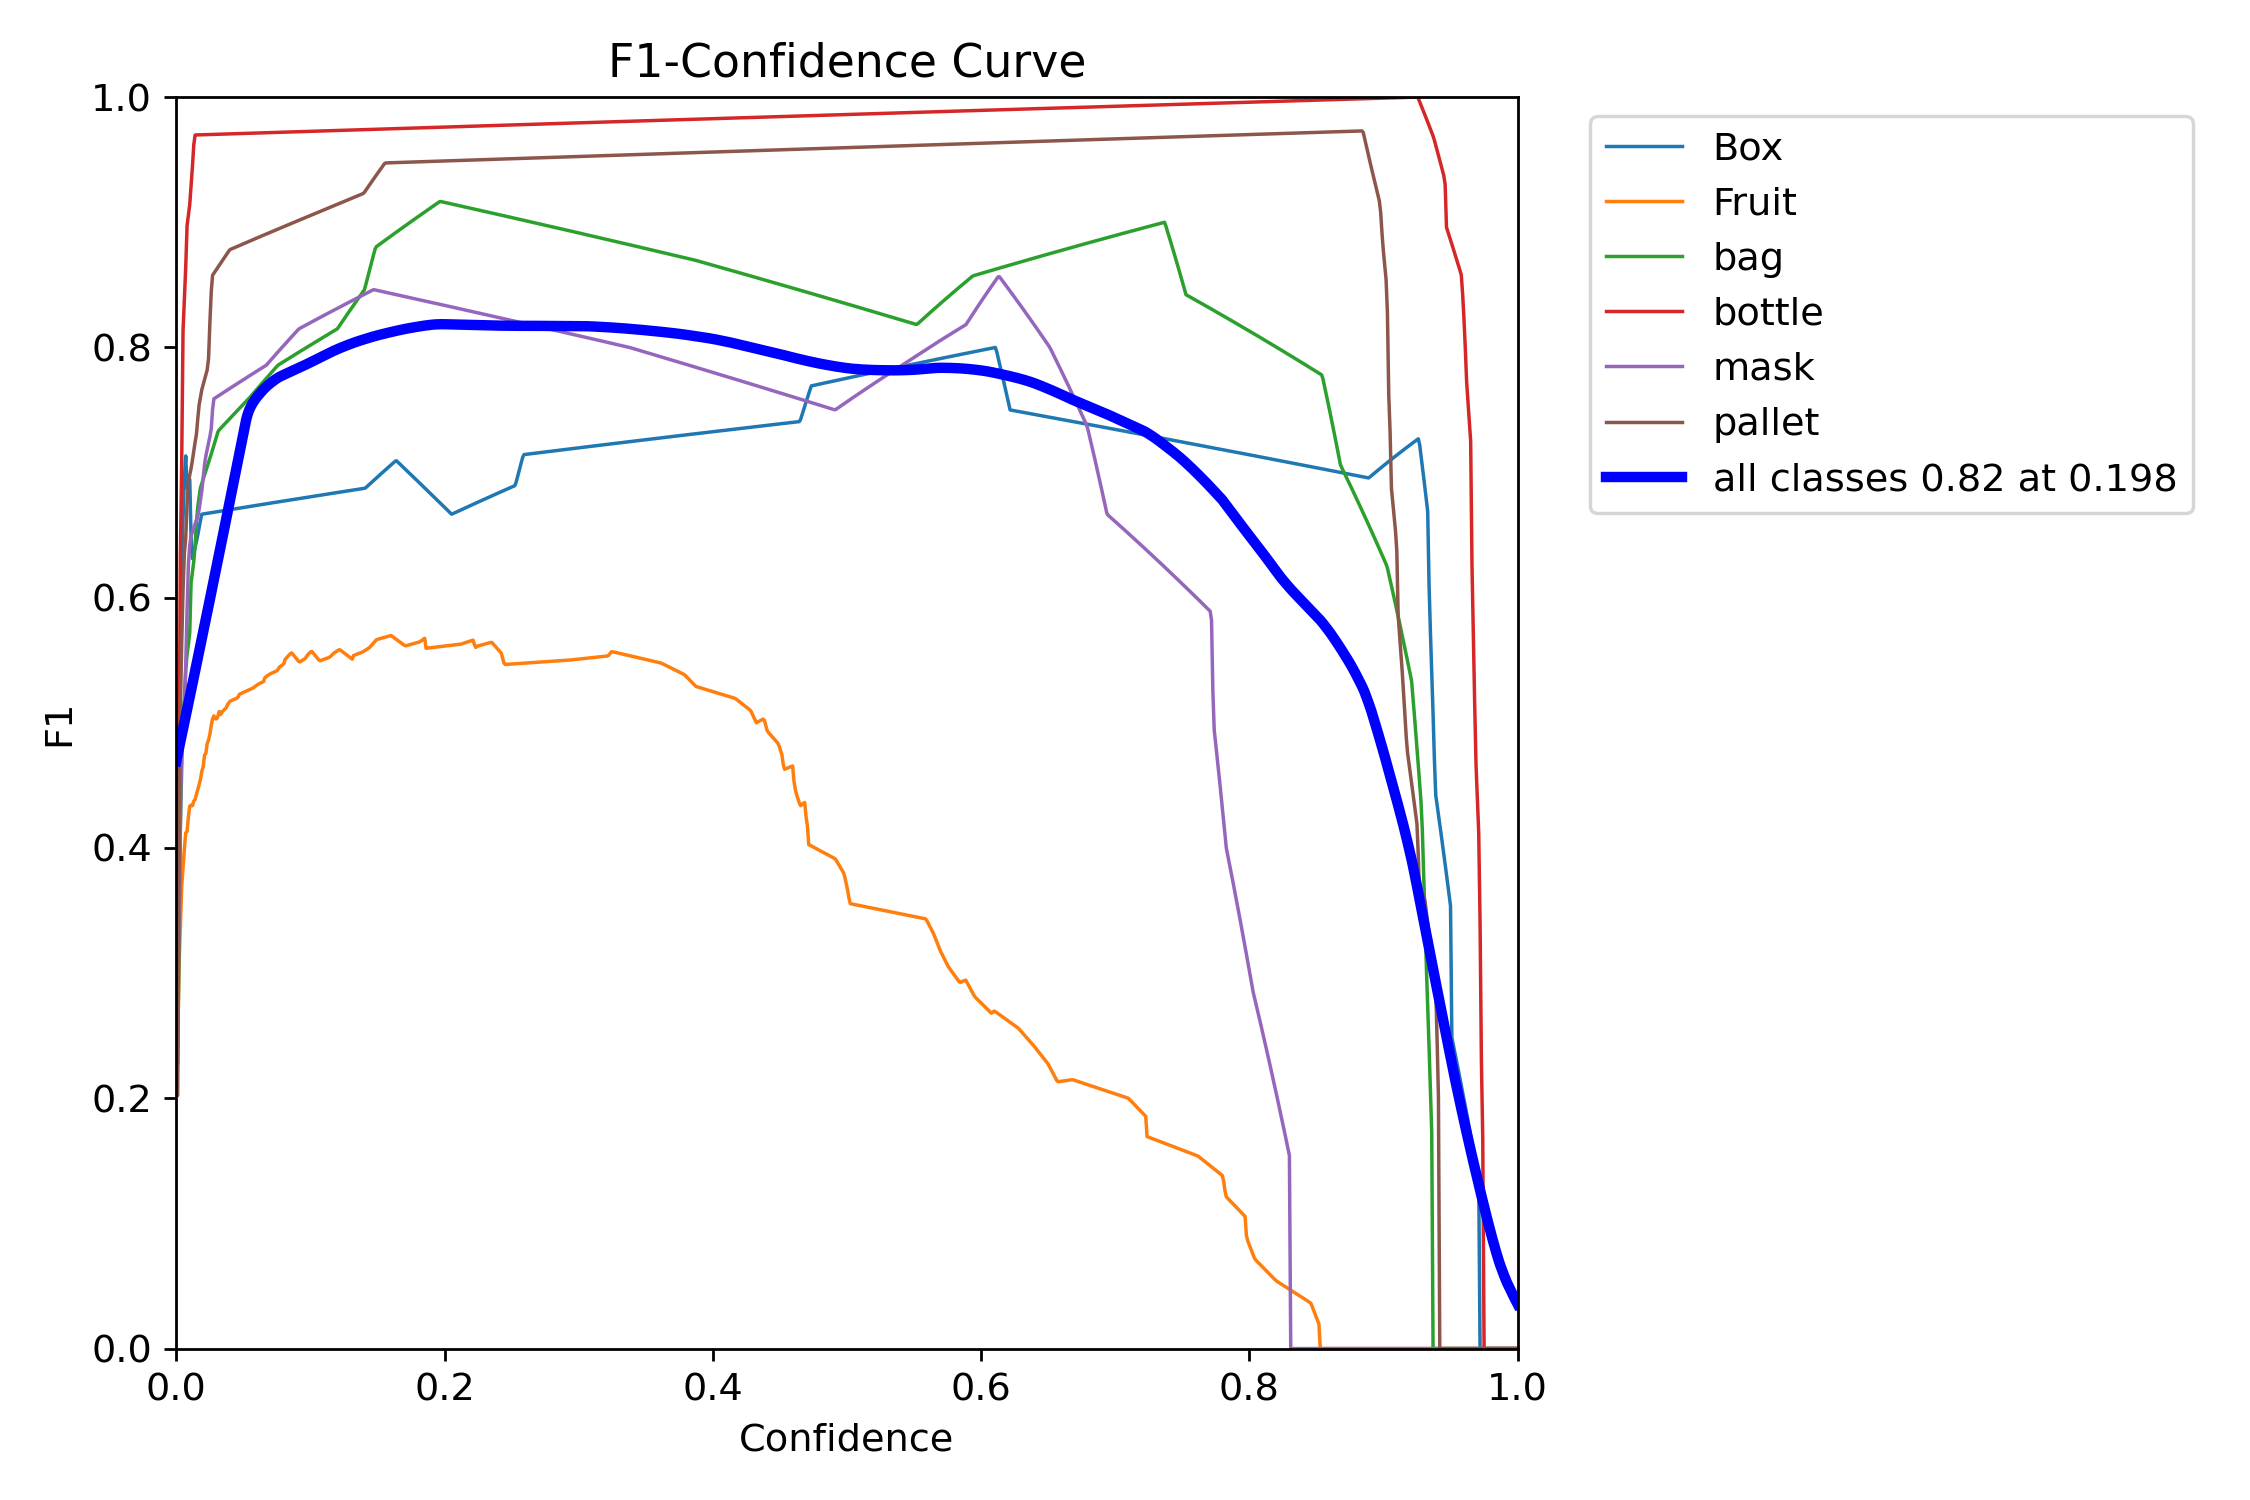 F1-Confidence Curve
1.0
0.8
0.6
0.4
0.2
0.0
F1
0.0 0.2 0.4 0.6 0.8 1.0
Confidence
Box
Fruit
bag
bottle
mask
pallet
all classes 0.82 at 0.198